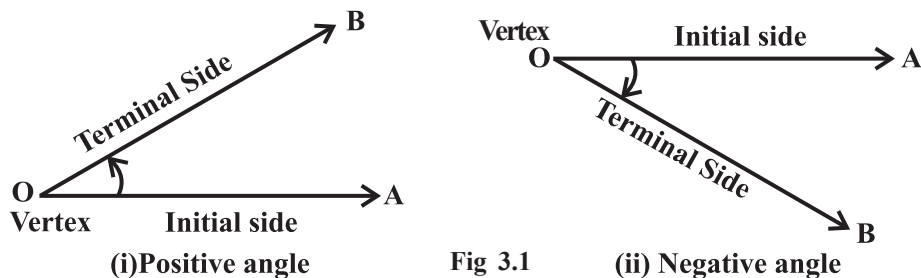 B
Terminal Side
O
A
Vertex
Initial side
(i)Positive angle
Vertex
Initial side
O
A
Terminal Side
B
Fig 3.1
(ii) Negative angle